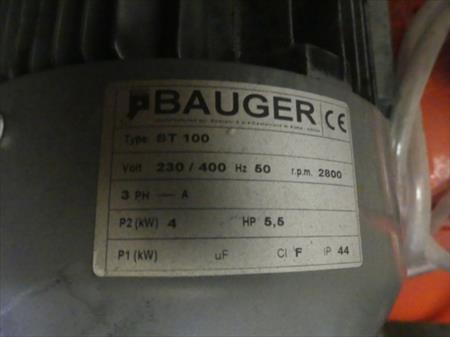 BAUGER CE
Type ST 100
Volt 230 / 400 Hz 50 r.p.m. 2800
3 PH — A
P2 (kW) 4 HP 5,5
P1 (kW) uF Cl F IP 44